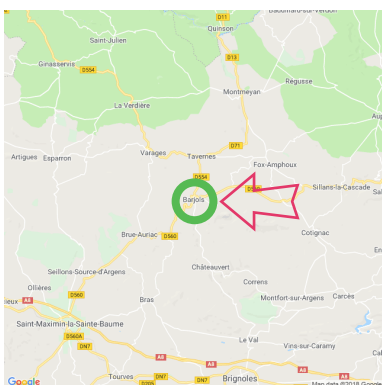 Baudinard-sur-Verdon
D11
Quinson
Saint-Julien
D13
Ginasservis
D554
Régusse
Montmeyan
La Verdière
D71
Varages
Tavernes
Artigues
Esparron
Fox-Amphoux
D554
Sillans-la-Cascade
Barjols
Brue-Auriac
D560
Cotignac
Châteauvert
Seillons-Source-d'Argens
Correns
Ollières
D560
A8
Bras
Montfort-sur-Argens
Carcès
Saint-Maximin-la-Sainte-Baume
D560A
A8
Le Val
DN7
Vins-sur-Caramy
A8
A8
Tourves
DN7
Brignoles
Google
Map data ©2018 Google